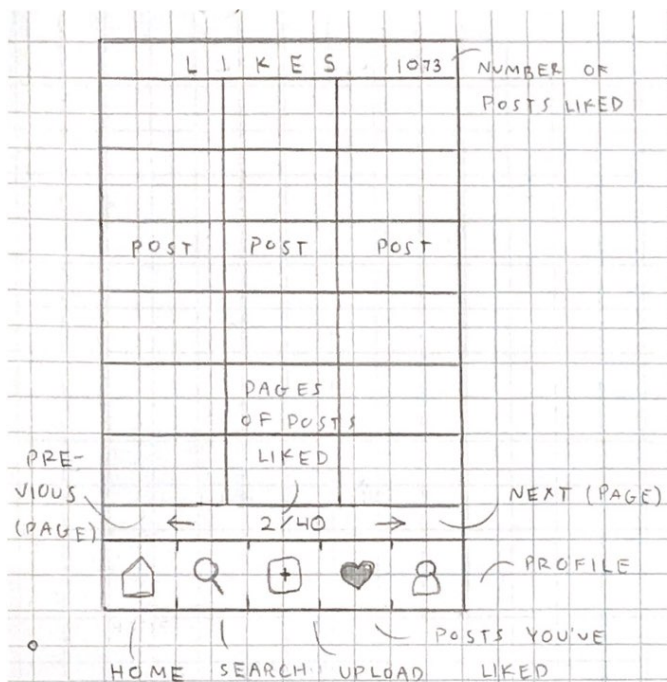 LIKES 1073
NUMBER OF
POSTS LIKED
POST POST POST
PAGES
OF POSTS
LIKED
PRE-
VIOUS
(PAGE)
← 2/40 →
NEXT (PAGE)
PROFILE
POSTS YOU'VE
LIKED
HOME SEARCH UPLOAD